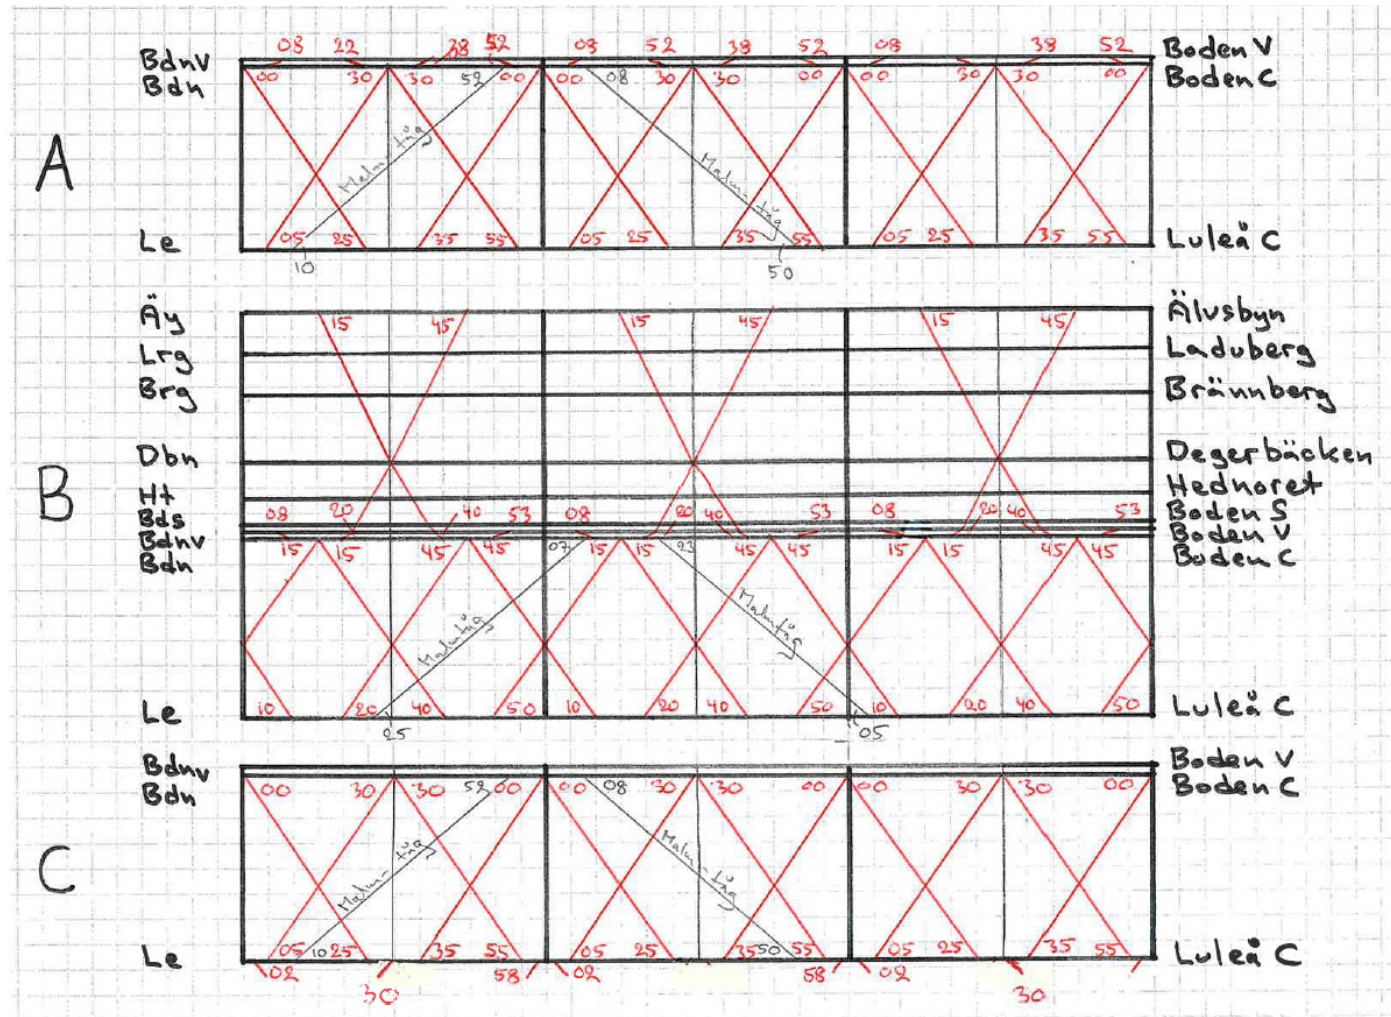 08 22 38 52 08 52 38 52 08 38 52
BdnV Boden V
Bdn 00 30 30 52 00 00 08 30 30 00 00 30 30 00 Boden C
A
Malm-tåg Malm-tåg
Le 05 25 35 55 05 25 35 55 05 25 35 55 Luleå C
10 50
Äy 15 45 15 45 15 45 Älvsbyn
Lrg Laduberg
Brg Brännberg
Dbn Degerbäcken
B
Ht Hednoret
Bds 08 20 40 53 08 20 40 53 08 20 40 53 Boden S
Bdnv Boden V
Bdn 15 15 45 45 07 15 15 23 45 45 15 15 45 45 Boden C
Malmtåg Malmtåg
Le 10 20 40 50 10 20 40 50 10 20 40 50 Luleå C
25 05
Bdnv Boden V
Bdn 00 30 30 52 00 00 08 30 30 00 00 30 30 00 Boden C
C
Malm-tåg Malm-tåg
Le 05 10 25 35 55 05 25 35 50 55 05 25 35 55 Luleå C
02 30 58 02 58 02 30